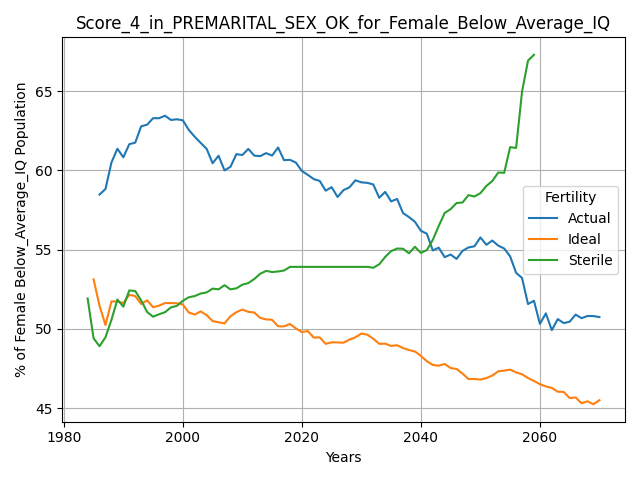 Score_4_in_PREMARITAL_SEX_OK_for_Female_Below_Average_IQ
% of Female Below_Average_IQ Population
65
60
55
50
45
Fertility
Actual
Ideal
Sterile
1980 2000 2020 2040 2060
Years